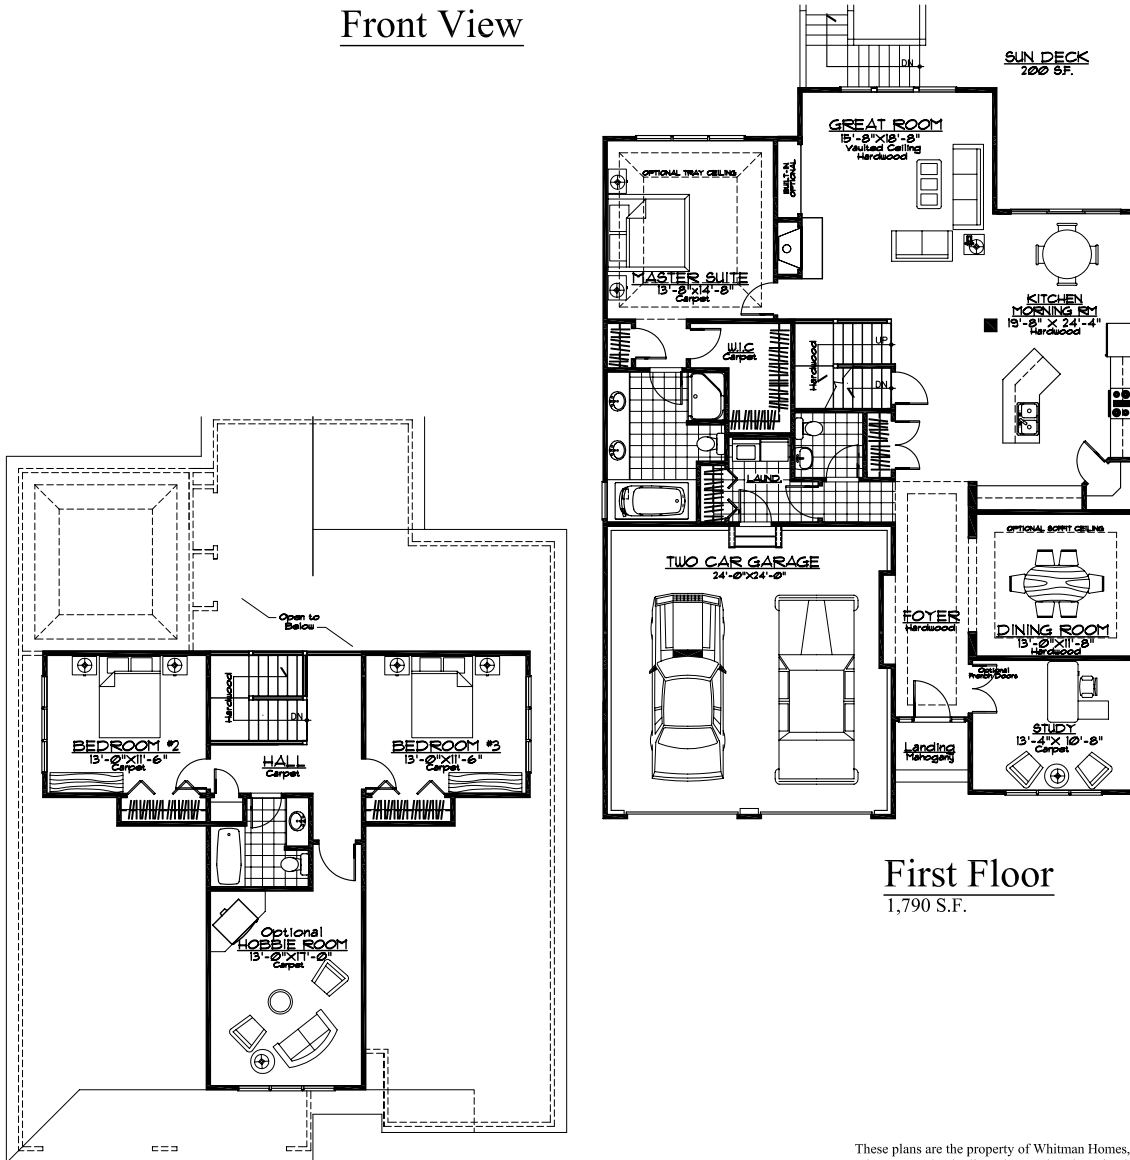 Front View
DN
SUN DECK
200 S.F.
GREAT ROOM
15'-8"X18'-8"
Vaulted Ceiling
Hardwood
BUILT-IN
OPTIONAL
OPTIONAL TRAY CEILING
MASTER SUITE
13'-8"x14'-8"
Carpet
KITCHEN
MORNING RM
19'-8" X 24'-4"
Hardwood
W.I.C
Carpet
Hardwood
UP
DN
LAUND.
TWO CAR GARAGE
24'-0"X24'-0"
FOYER
Hardwood
OPTIONAL SOFFIT CEILING
DINING ROOM
13'-0"X11'-8"
Hardwood
Optional
French Doors
STUDY
13'-4"X 10'-8"
Carpet
Landing
Mahogany
First Floor
1,790 S.F.
Open to
Below
BEDROOM #2
13'-0"X11'-6"
Carpet
Hardwood
DN
HALL
Carpet
BEDROOM #3
13'-0"X11'-6"
Carpet
Optional
HOBBIE ROOM
13'-0"X17'-0"
Carpet
These plans are the property of Whitman Homes,